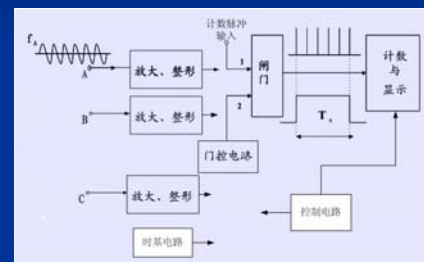 计数脉冲
输入
f_A
A
放大、整形
1
闸
门
计数
与
显示
2
B
放大、整形
T_A
门控电路
C
放大、整形
控制电路
时基电路